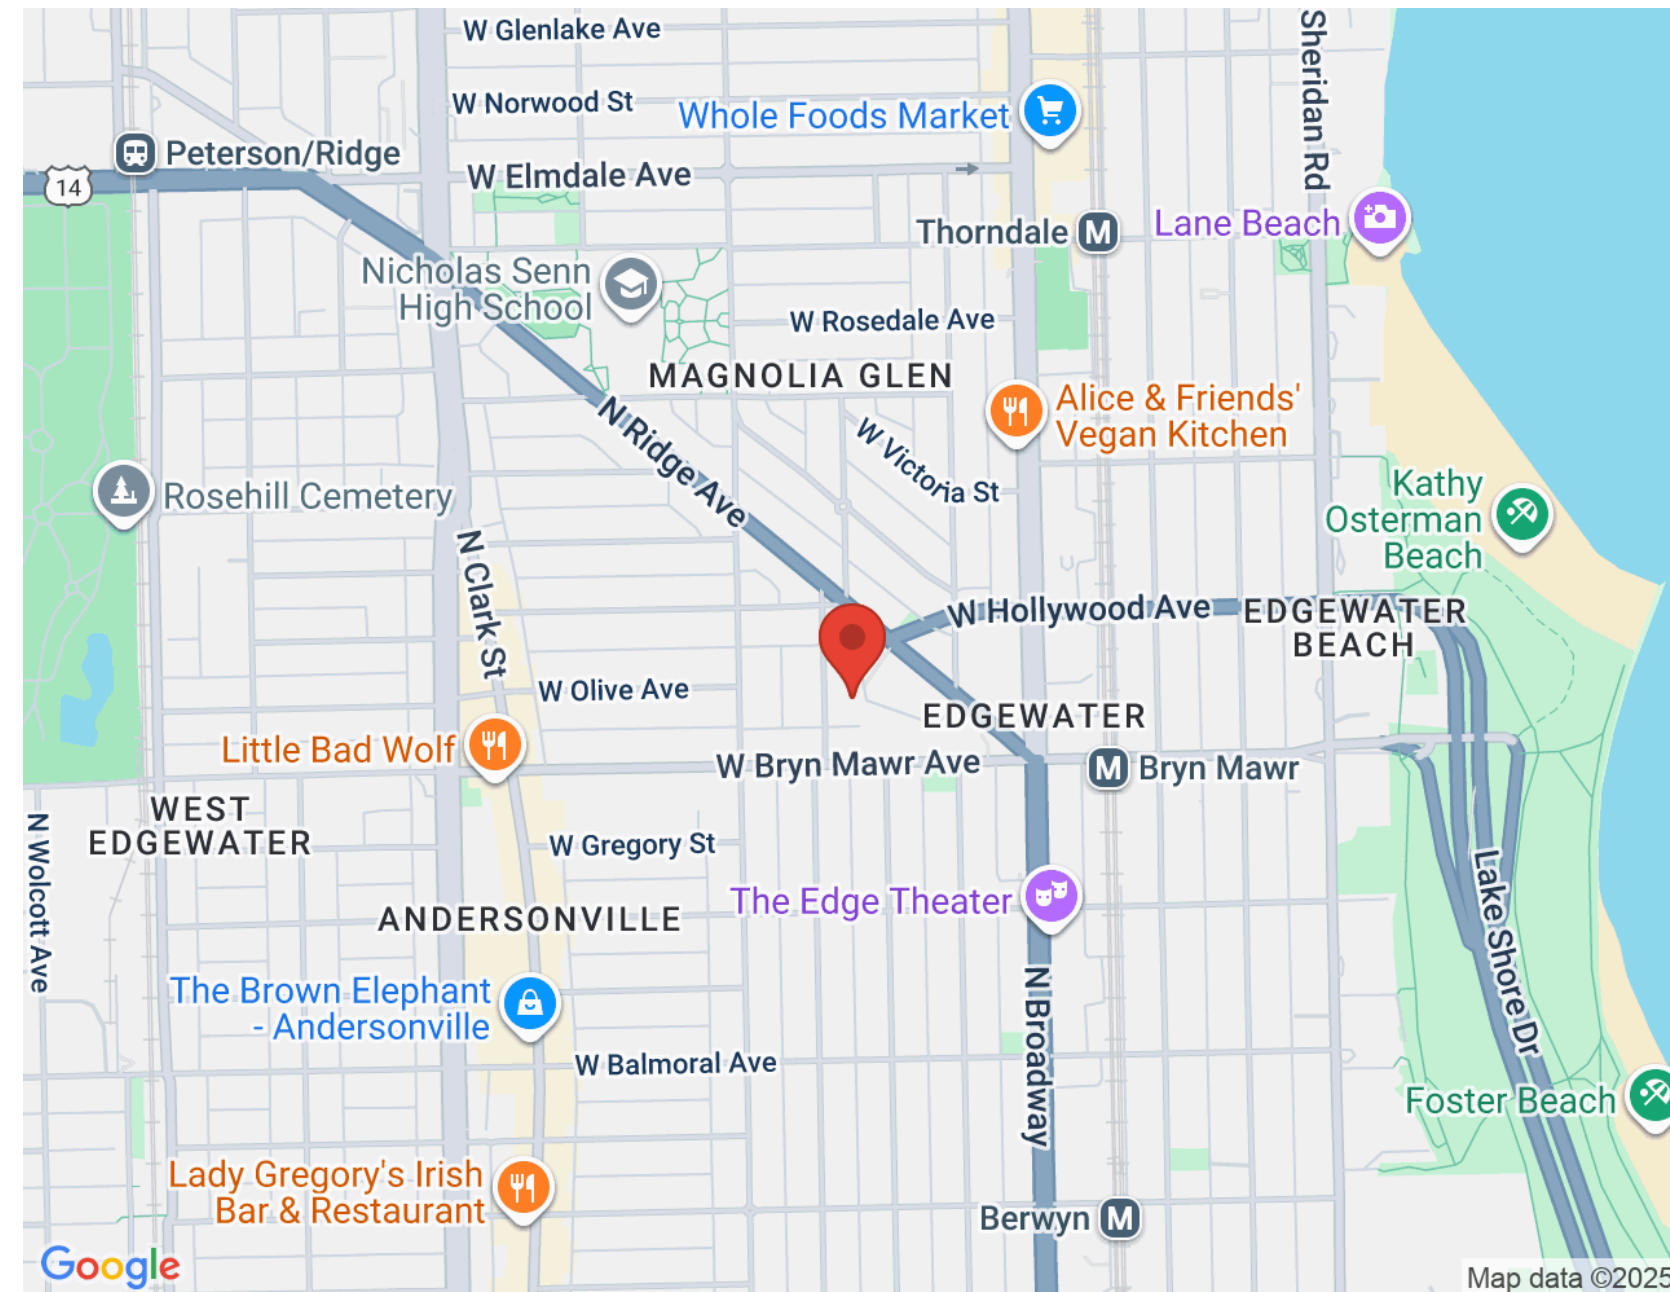 W Glenlake Ave
Sheridan Rd
W Norwood St
Whole Foods Market
Peterson/Ridge
14
W Elmdale Ave
Thorndale M
Lane Beach
Nicholas Senn
High School
W Rosedale Ave
MAGNOLIA GLEN
Alice & Friends'
Vegan Kitchen
N Ridge Ave
W Victoria St
Rosehill Cemetery
Kathy
Osterman
Beach
N Clark St
W Hollywood Ave
EDGEWATER
BEACH
W Olive Ave
EDGEWATER
Little Bad Wolf
W Bryn Mawr Ave
M Bryn Mawr
WEST
EDGEWATER
N Wolcott Ave
W Gregory St
Lake Shore Dr
The Edge Theater
ANDERSONVILLE
The Brown Elephant
- Andersonville
N Broadway
W Balmoral Ave
Foster Beach
Lady Gregory's Irish
Bar & Restaurant
Berwyn M
Google
Map data ©2025